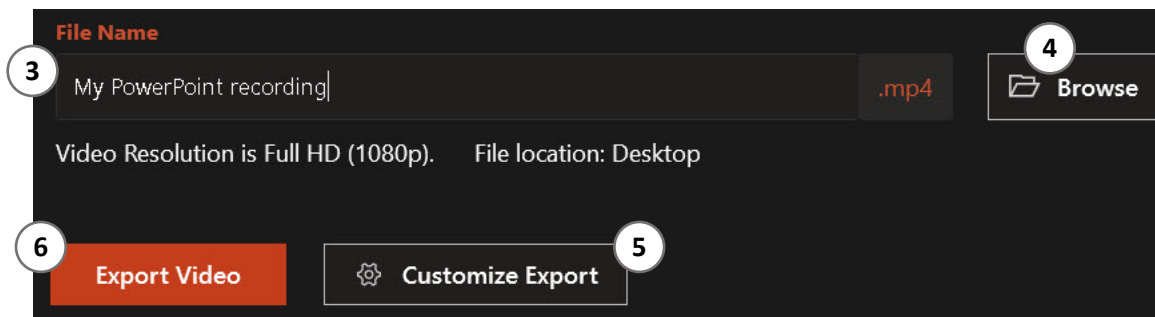 File Name
3
4
My PowerPoint recording
.mp4
Browse
Video Resolution is Full HD (1080p). File location: Desktop
6
5
Export Video
Customize Export